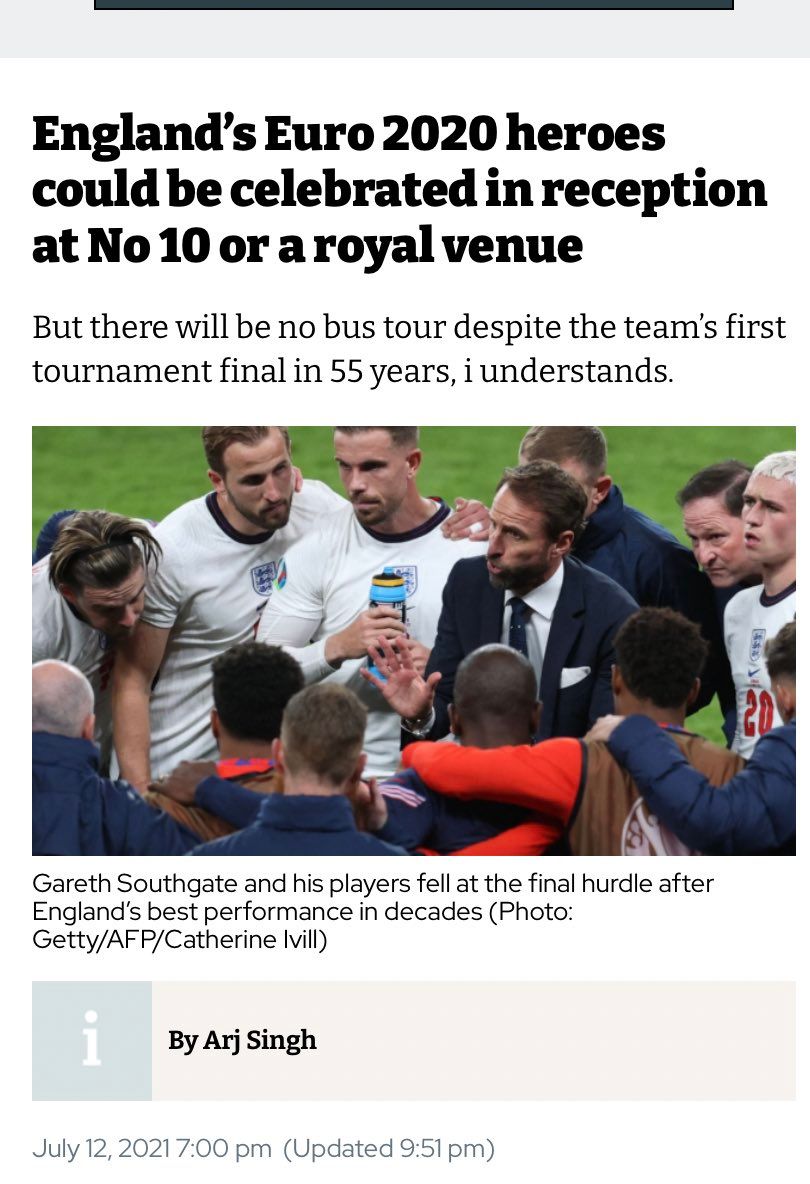 England’s Euro 2020 heroes
could be celebrated in reception
at No 10 or a royal venue
But there will be no bus tour despite the team’s first
tournament final in 55 years, i understands.
20
Gareth Southgate and his players fell at the final hurdle after
England’s best performance in decades (Photo:
Getty/AFP/Catherine Ivill)
i
By Arj Singh
July 12, 2021 7:00 pm (Updated 9:51 pm)